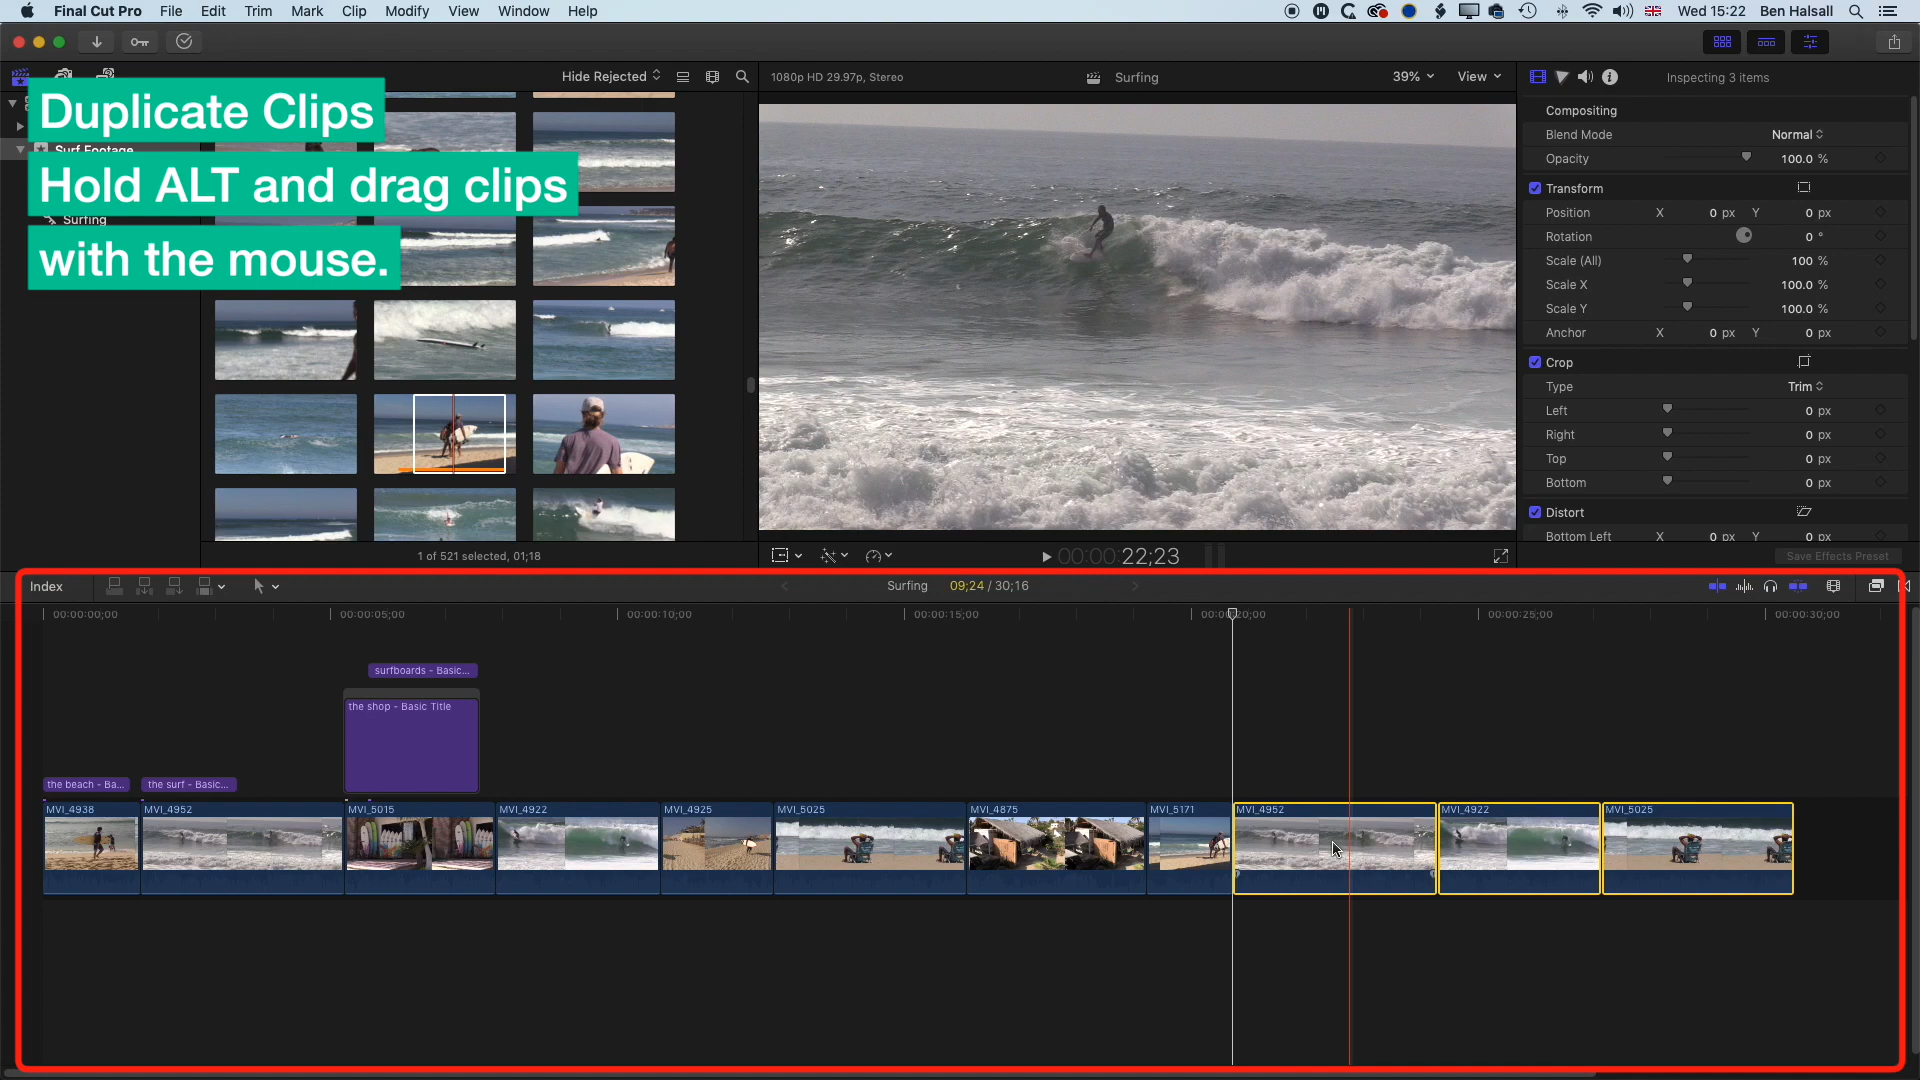 Final Cut Pro File Edit Trim Mark Clip Modify View Window Help Wed 15:22 Ben Halsall
Hide Rejected
1080p HD 29.97p, Stereo Surfing 39% View
Inspecting 3 items
Duplicate Clips
Surf Footage
Hold ALT and drag clips
Surfing
with the mouse.
Compositing
Blend Mode Normal
Opacity 100.0 %
Transform
Position X 0 px Y 0 px
Rotation 0 °
Scale (All) 100 %
Scale X 100.0 %
Scale Y 100.0 %
Anchor X 0 px Y 0 px
Crop
Type Trim
Left 0 px
Right 0 px
Top 0 px
Bottom 0 px
Distort
Bottom Left X 0 px Y 0 px
1 of 521 selected, 01;18
00:00:22;23
Save Effects Preset
Index Surfing 09;24 / 30;16
00:00:00;00 00:00:05;00 00:00:10;00 00:00:15;00 00:00:20;00 00:00:25;00 00:00:30;00
surfboards - Basic...
the shop - Basic Title
the beach - Ba... the surf - Basic...
MVI_4938 MVI_4952 MVI_5015 MVI_4922 MVI_4925 MVI_5025 MVI_4875 MVI_5171 MVI_4952 MVI_4922 MVI_5025